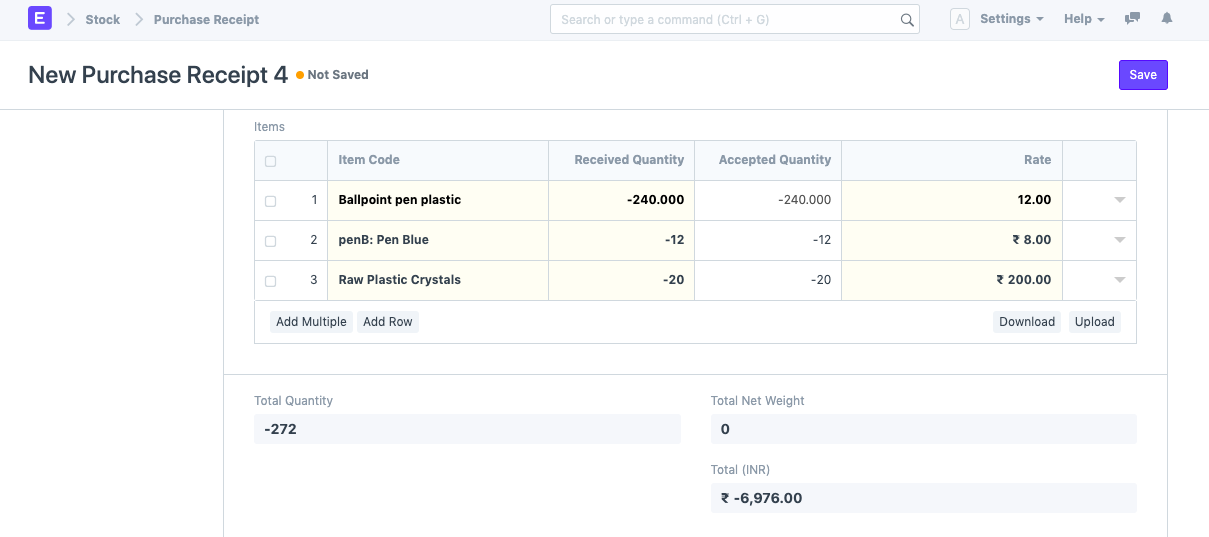 E Stock Purchase Receipt Search or type a command (Ctrl + G) A Settings Help
New Purchase Receipt 4 Not Saved Save
Items
Item Code Received Quantity Accepted Quantity Rate
1 Ballpoint pen plastic -240.000 -240.000 12.00
2 penB: Pen Blue -12 -12 ₹ 8.00
3 Raw Plastic Crystals -20 -20 ₹ 200.00
Add Multiple Add Row Download Upload
Total Quantity Total Net Weight
-272 0
Total (INR)
₹ -6,976.00